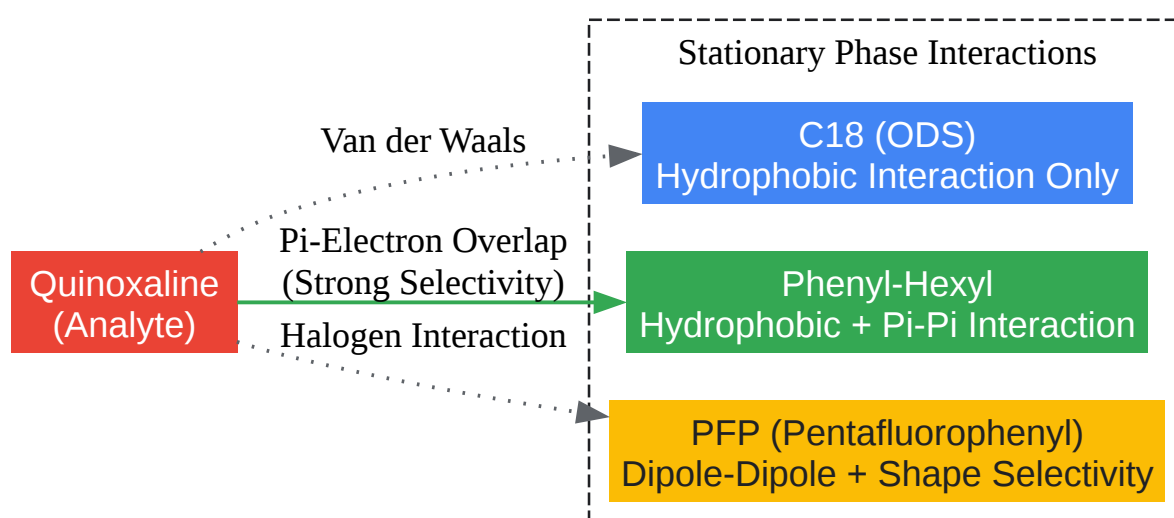 Stationary Phase Interactions
C18 (ODS)
Hydrophobic Interaction Only
Van der Waals
Pi-Electron Overlap
(Strong Selectivity)
Quinoxaline
(Analyte)
Phenyl-Hexyl
Hydrophobic + Pi-Pi Interaction
Halogen Interaction
PFP (Pentafluorophenyl)
Dipole-Dipole + Shape Selectivity